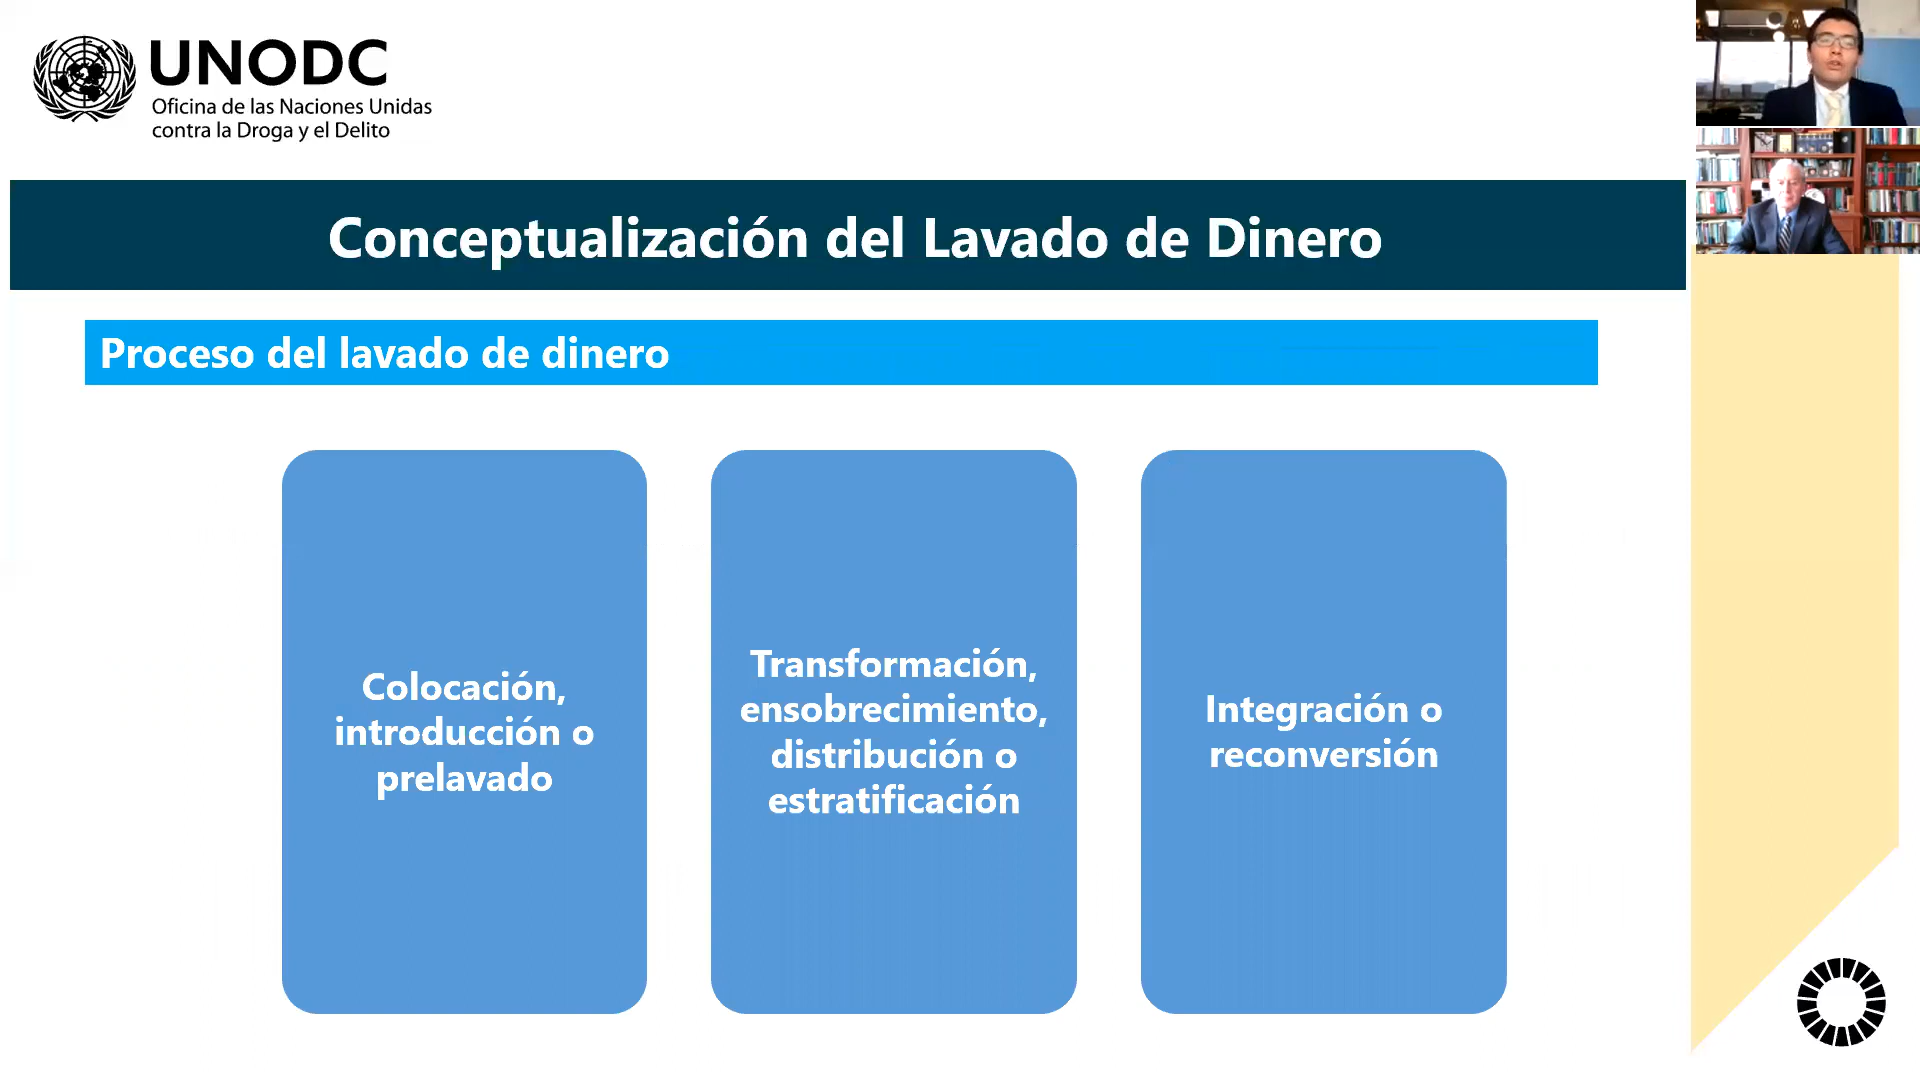 UNODC
Oficina de las Naciones Unidas
contra la Droga y el Delito
Conceptualización del Lavado de Dinero
Proceso del lavado de dinero
Colocación,
introducción o
prelavado
Transformación,
ensobrecimiento,
distribución o
estratificación
Integración o
reconversión